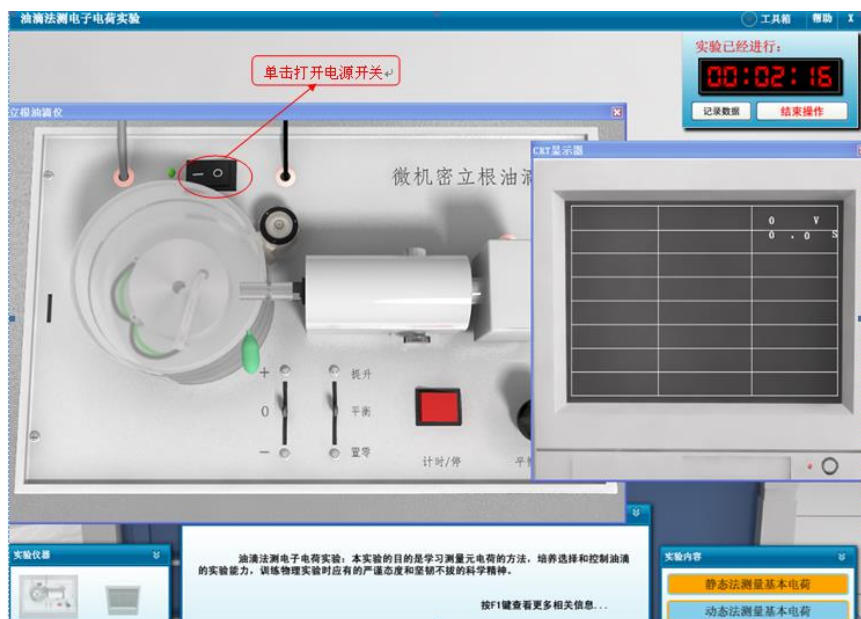 油滴法测电子电荷实验
工具箱 帮助 X
实验已经进行：
00:02:16
记录数据 结束操作
单击打开电源开关
立根油滴仪
CRT显示器
微机密立根油滴
0 V
0.0 S
+ 提升
0 平衡
- 置零
计时/停
实验仪器
油滴法测电子电荷实验：本实验的目的是学习测量元电荷的方法，培养选择和控制油滴
的实验能力，训练物理实验时应有的严谨态度和坚韧不拔的科学精神。
按F1键查看更多相关信息...
实验内容
静态法测量基本电荷
动态法测量基本电荷